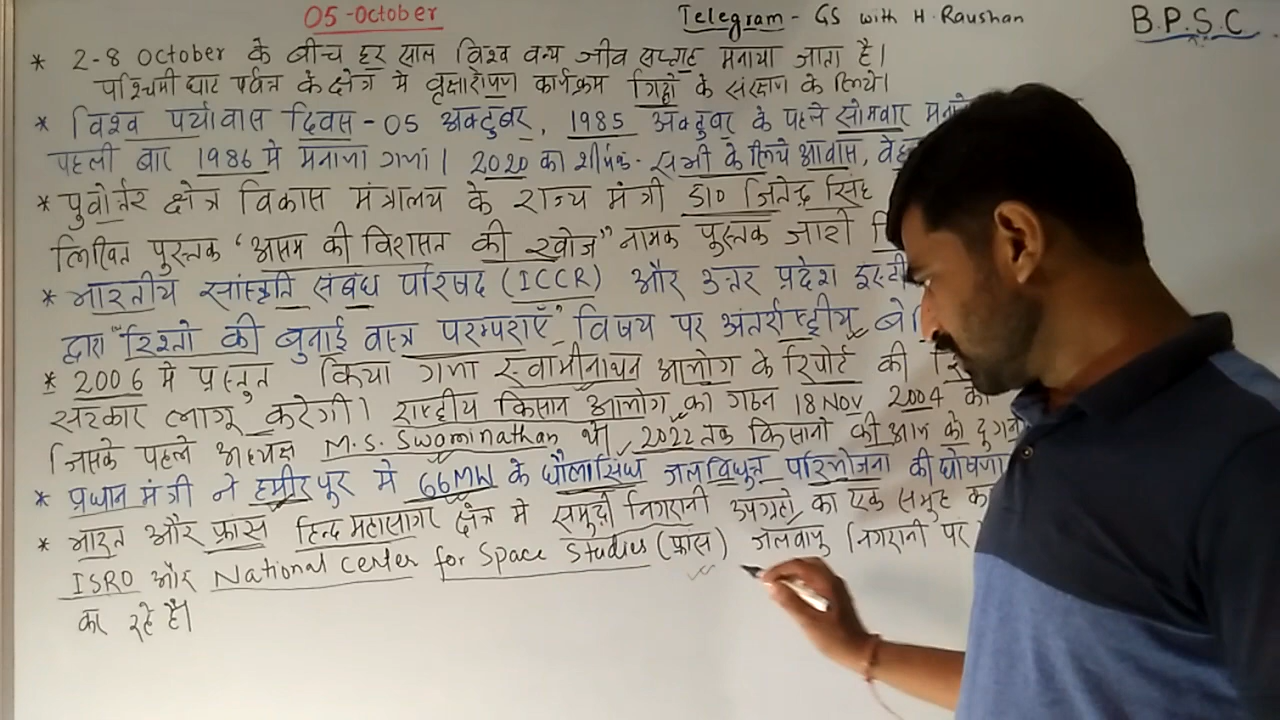 05-October
Telegram - GS with H. Raushan
B.P.S.C
* 2-8 October के बीच हर साल विश्व वन्य जीव सप्ताह मनाया जाता है।
पश्चिमी घाट पर्वत के क्षेत्र में वृक्षारोपण कार्यक्रम गिद्दो के संरक्षण के लिये।
* विश्व पर्यावास दिवस - 05 अक्टुबर, 1985 अक्टुबर के पहले सोमवार
पहली बार 1986 में मनाया गया। 2020 का शीर्षक - सभी के लिये आवास,
* पुर्वोत्तर क्षेत्र विकास मंत्रालय के राज्य मंत्री डा० जितेन्द्र सिंह
लिखित पुस्तक "आसम की विरासत की खोज" नामक पुस्तक जारी
* भारतीय सांस्कृति संबंध परिषद (ICCR) और उत्तर प्रदेश
द्वारा "रिश्तो की बुनाई वस्त्र परम्पराएँ" विषय पर अंतर्राष्ट्रीय
* 2006 मे प्रस्तुत किया गया स्वामीनाथन आयोग के रिपोर्ट की
सरकार लागू करेगी। राष्ट्रीय किसान आयोग का गठन 18 Nov 2004 को
जिसके पहले अध्यक्ष M.S. Swaminathan थे। 2022 तक किसानो की आय को दुगनी
* प्रधान मंत्री ने हमीरपुर मे 66MW के धौलासिध जलविधुत परियोजना की घोषणा
* भारत और फ्रांस हिन्द महासागर क्षेत्र मे समुद्री निगरानी उपग्रहो का एक समुह
ISRO और National Center for Space Studies (फ्रांस) जलवायु निगरानी पर
कर रहे है।